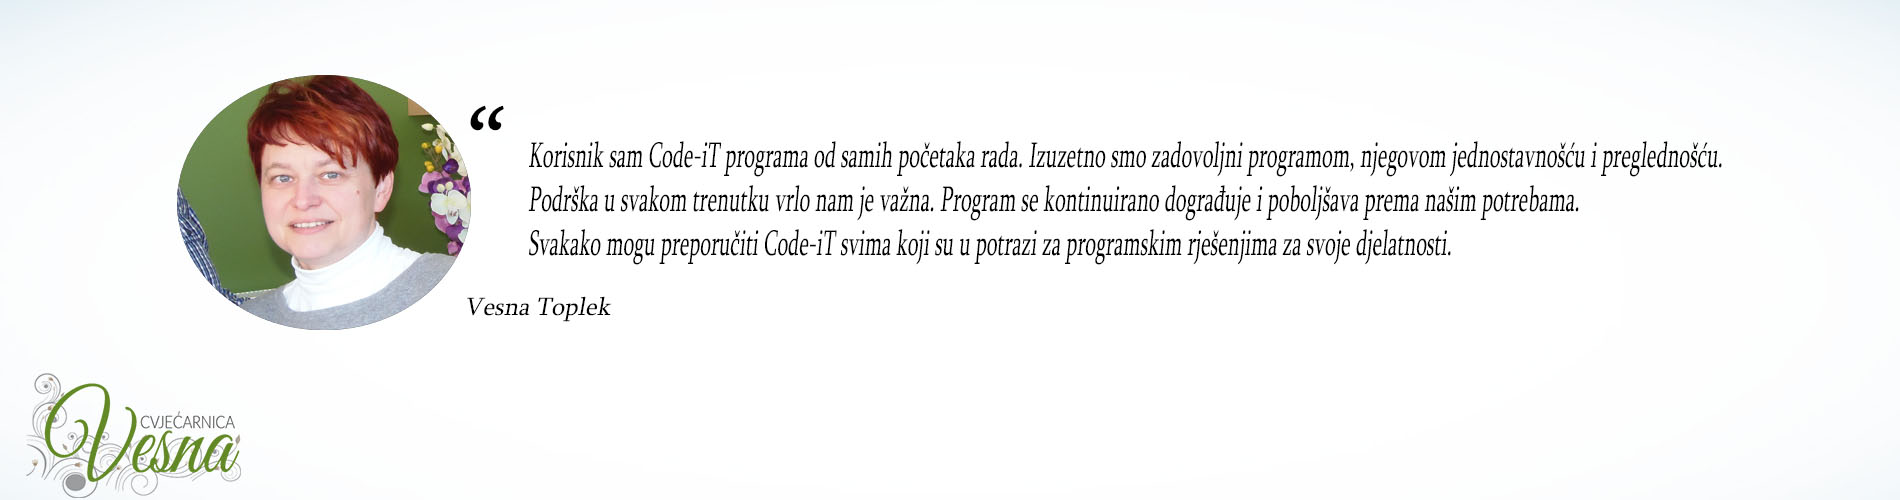 “
Korisnik sam Code-iT programa od samih početaka rada. Izuzetno smo zadovoljni programom, njegovom jednostavnošću i preglednošću.
Podrška u svakom trenutku vrlo nam je važna. Program se kontinuirano dograđuje i poboljšava prema našim potrebama.
Svakako mogu preporučiti Code-iT svima koji su u potrazi za programskim rješenjima za svoje djelatnosti.
Vesna Toplek
CVJEĆARNICA
Vesna